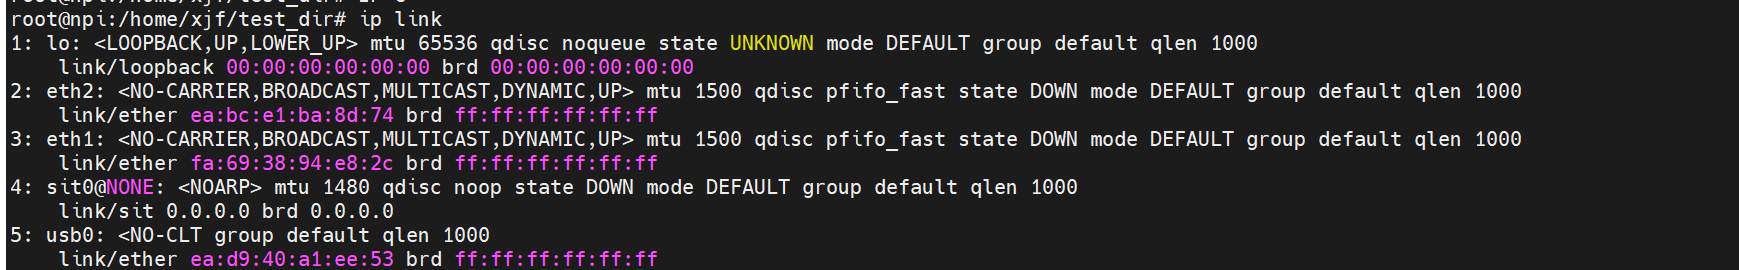 root@npi:/home/xjf/test_dir# ip link
1: lo: <LOOPBACK,UP,LOWER_UP> mtu 65536 qdisc noqueue state UNKNOWN mode DEFAULT group default qlen 1000
    link/loopback 00:00:00:00:00:00 brd 00:00:00:00:00:00
2: eth2: <NO-CARRIER,BROADCAST,MULTICAST,DYNAMIC,UP> mtu 1500 qdisc pfifo_fast state DOWN mode DEFAULT group default qlen 1000
    link/ether ea:bc:e1:ba:8d:74 brd ff:ff:ff:ff:ff:ff
3: eth1: <NO-CARRIER,BROADCAST,MULTICAST,DYNAMIC,UP> mtu 1500 qdisc pfifo_fast state DOWN mode DEFAULT group default qlen 1000
    link/ether fa:69:38:94:e8:2c brd ff:ff:ff:ff:ff:ff
4: sit0@NONE: <NOARP> mtu 1480 qdisc noop state DOWN mode DEFAULT group default qlen 1000
    link/sit 0.0.0.0 brd 0.0.0.0
5: usb0: <NO-CLT group default qlen 1000
    link/ether ea:d9:40:a1:ee:53 brd ff:ff:ff:ff:ff:ff